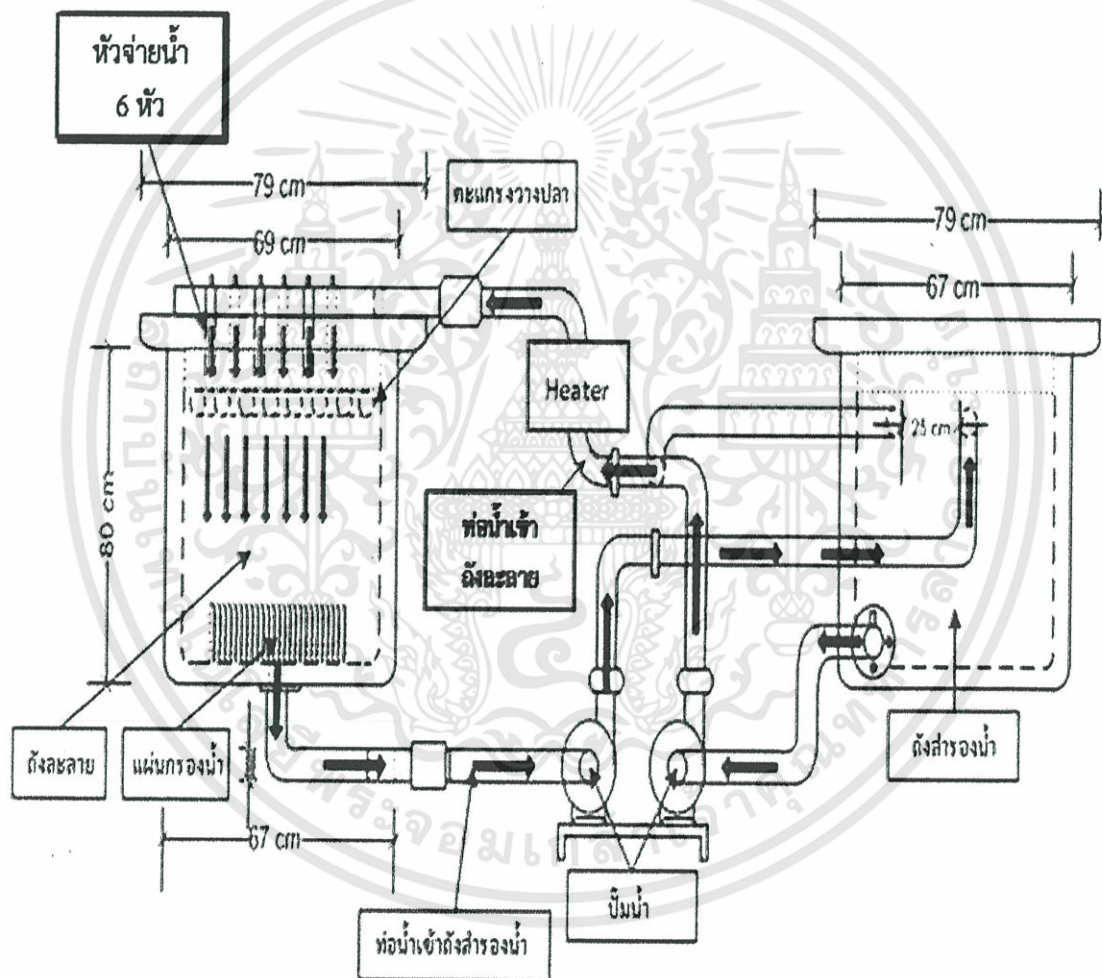 หัวจ่ายน้ำ
6 หัว
79 cm
ตะแกรงวางปลา
69 cm
79 cm
67 cm
Heater
25 cm
80 cm
ท่อน้ำเข้า
ถังละลาย
ถังละลาย
แผ่นกรองน้ำ
ถังสำรองน้ำ
67 cm
ปั๊มน้ำ
ท่อน้ำเข้าถังสำรองน้ำ